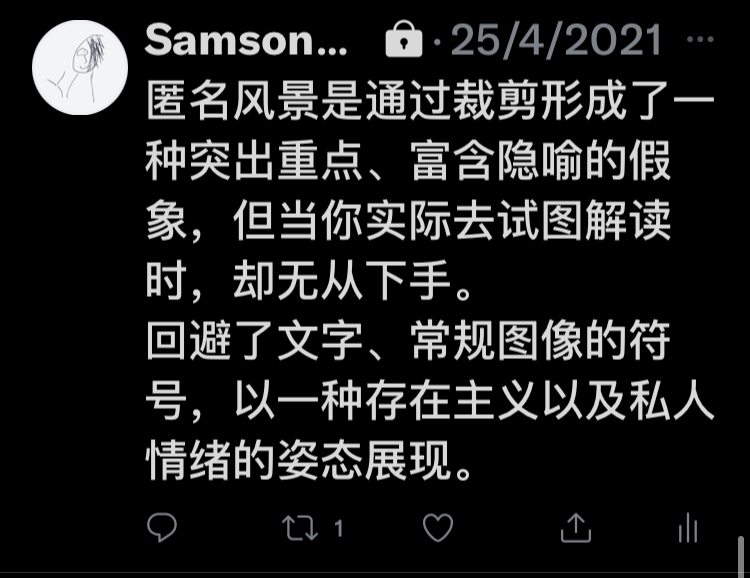 Samson... · 25/4/2021
匿名风景是通过裁剪形成了一
种突出重点、富含隐喻的假
象，但当你实际去试图解读
时，却无从下手。
回避了文字、常规图像的符
号，以一种存在主义以及私人
情绪的姿态展现。
1